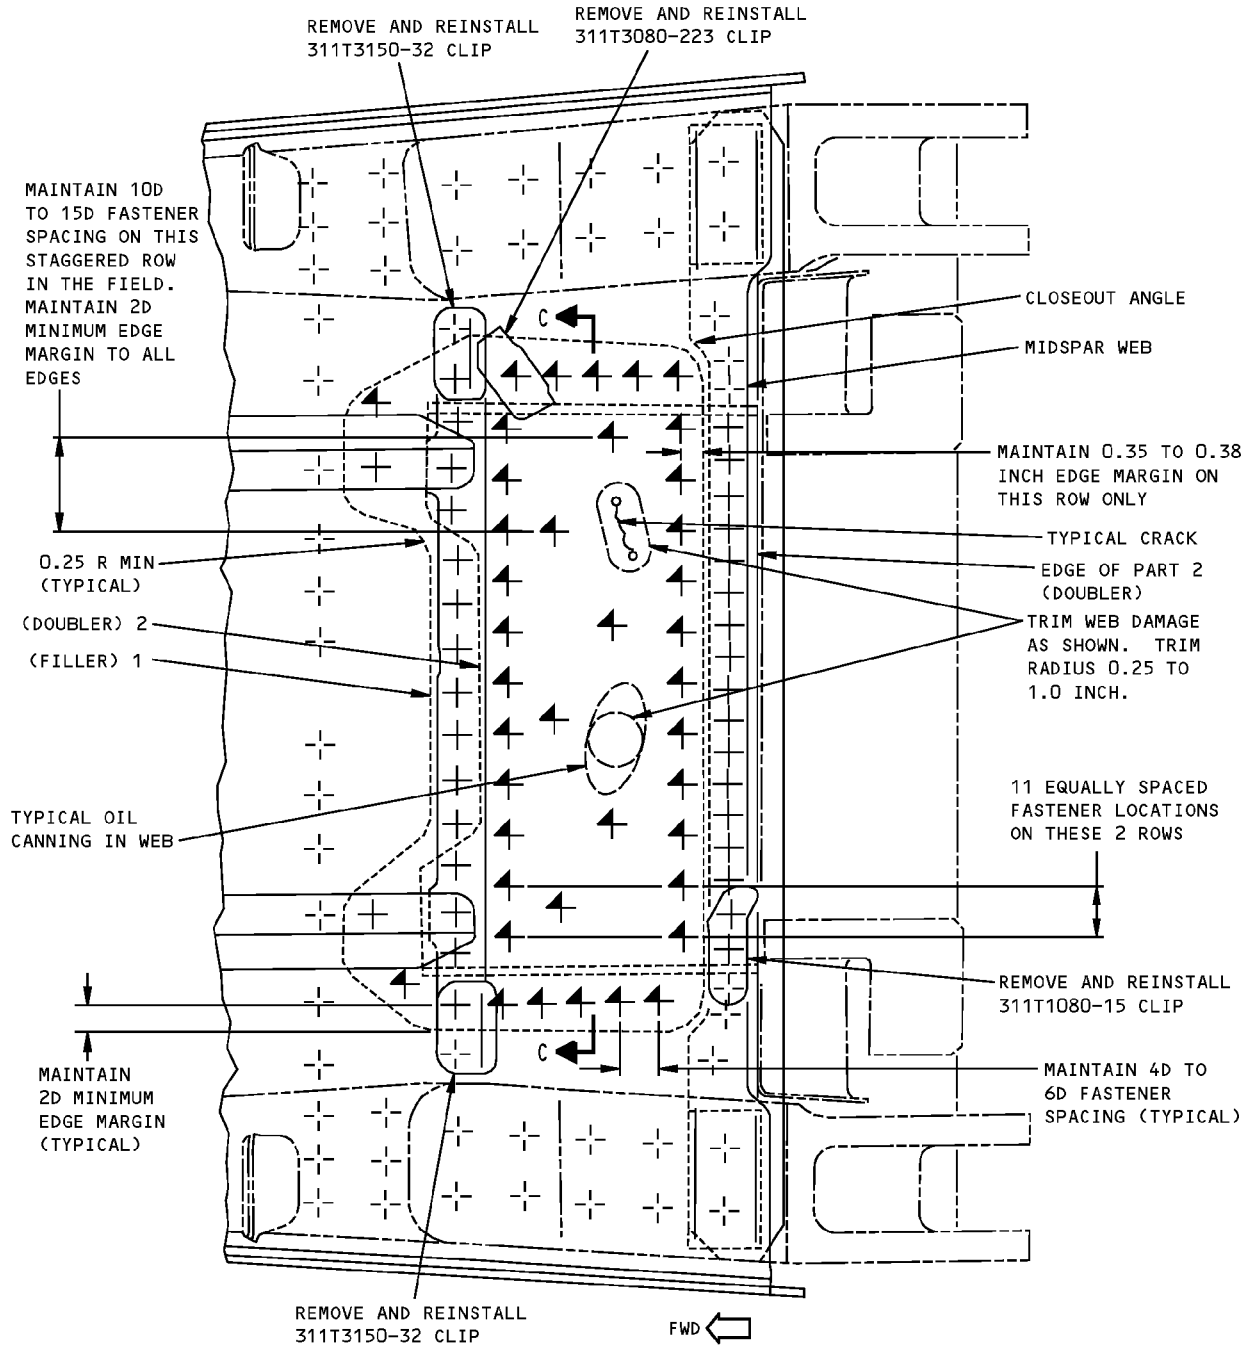 REMOVE AND REINSTALL
311T3150-32 CLIP
REMOVE AND REINSTALL
311T3080-223 CLIP
MAINTAIN 10D
TO 15D FASTENER
SPACING ON THIS
STAGGERED ROW
IN THE FIELD.
MAINTAIN 2D
MINIMUM EDGE
MARGIN TO ALL
EDGES
C
CLOSEOUT ANGLE
MIDSPAR WEB
MAINTAIN 0.35 TO 0.38
INCH EDGE MARGIN ON
THIS ROW ONLY
TYPICAL CRACK
0.25 R MIN
(TYPICAL)
EDGE OF PART 2
(DOUBLER)
(DOUBLER) 2
(FILLER) 1
TRIM WEB DAMAGE
AS SHOWN. TRIM
RADIUS 0.25 TO
1.0 INCH.
TYPICAL OIL
CANNING IN WEB
11 EQUALLY SPACED
FASTENER LOCATIONS
ON THESE 2 ROWS
REMOVE AND REINSTALL
311T1080-15 CLIP
C
MAINTAIN
2D MINIMUM
EDGE MARGIN
(TYPICAL)
MAINTAIN 4D TO
6D FASTENER
SPACING (TYPICAL)
REMOVE AND REINSTALL
311T3150-32 CLIP
FWD